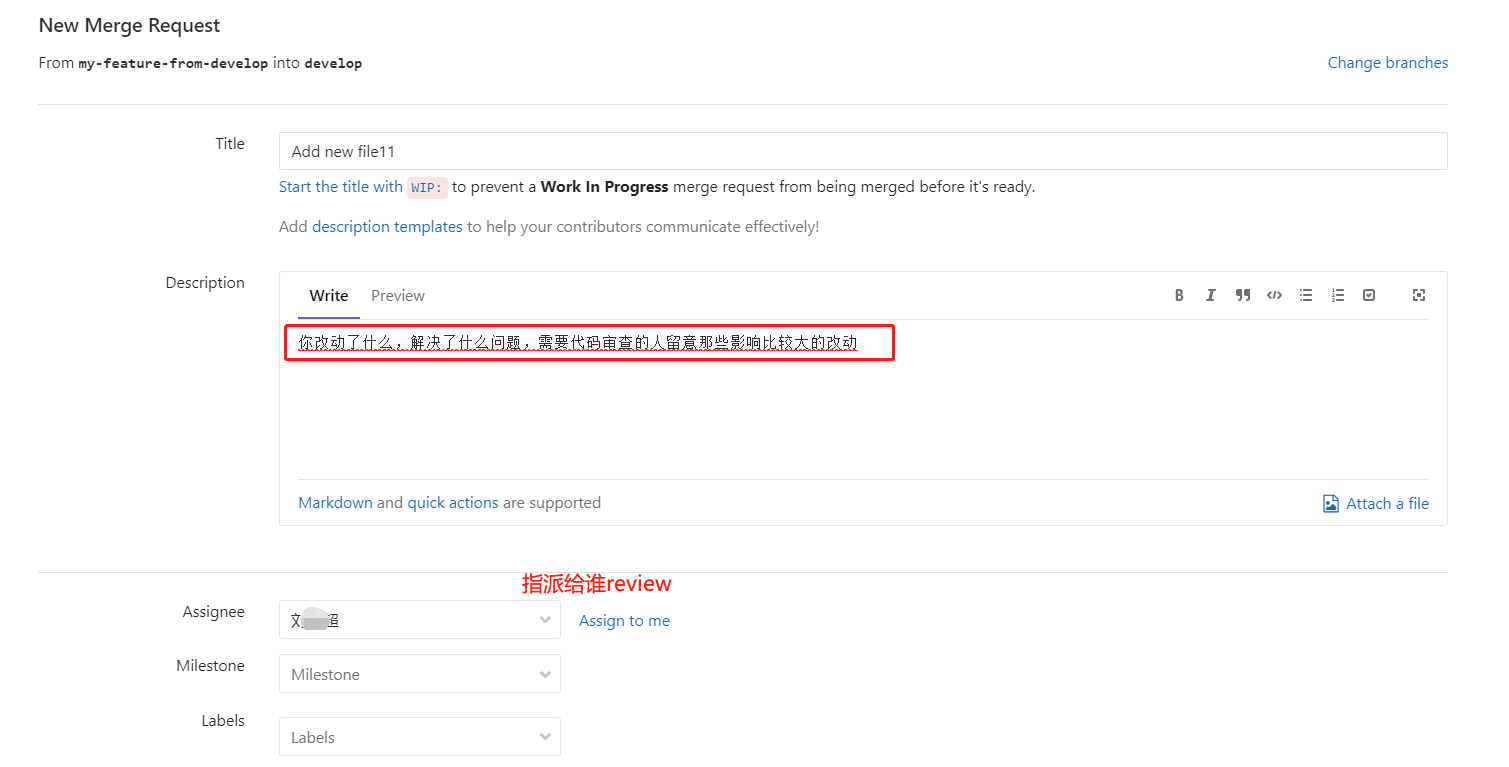 New Merge Request
From my-feature-from-develop into develop
Change branches
Title
Add new file11
Start the title with WIP: to prevent a Work In Progress merge request from being merged before it's ready.
Add description templates to help your contributors communicate effectively!
Description
Write Preview
你改动了什么，解决了什么问题，需要代码审查的人留意那些影响比较大的改动
Markdown and quick actions are supported
Attach a file
指派给谁review
Assignee
刘 超
Assign to me
Milestone
Milestone
Labels
Labels